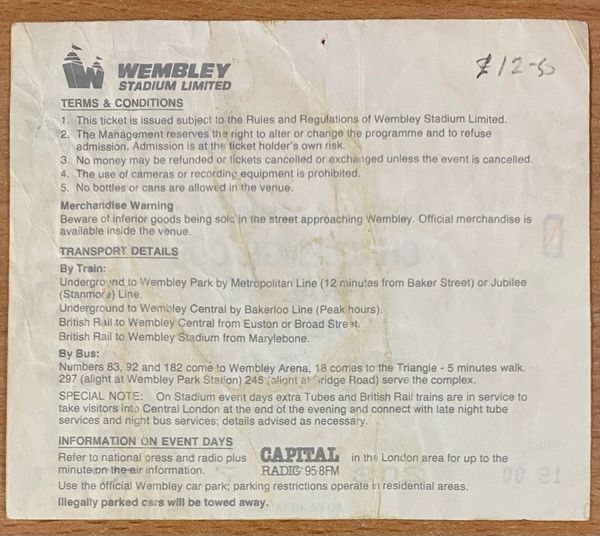 WEMBLEY
STADIUM LIMITED
£12-50
TERMS & CONDITIONS
1. This ticket is issued subject to the Rules and Regulations of Wembley Stadium Limited.
2. The Management reserves the right to alter or change the programme and to refuse
admission. Admission is at the ticket holder's own risk.
3. No money may be refunded or tickets cancelled or exchanged unless the event is cancelled.
4. The use of cameras or recording equipment is prohibited.
5. No bottles or cans are allowed in the venue.
Merchandise Warning
Beware of inferior goods being sold in the street approaching Wembley. Official merchandise is
available inside the venue.
TRANSPORT DETAILS
By Train:
Underground to Wembley Park by Metropolitan Line (12 minutes from Baker Street) or Jubilee
(Stanmore) Line.
Underground to Wembley Central by Bakerloo Line (Peak hours).
British Rail to Wembley Central from Euston or Broad Street.
British Rail to Wembley Stadium from Marylebone.
By Bus:
Numbers 83, 92 and 182 come to Wembley Arena, 18 comes to the Triangle - 5 minutes walk.
297 (alight at Wembley Park Station) 245 (alight at Bridge Road) serve the complex.
SPECIAL NOTE: On Stadium event days extra Tubes and British Rail trains are in service to
take visitors into Central London at the end of the evening and connect with late night tube
services and night bus services; details advised as necessary.
INFORMATION ON EVENT DAYS
Refer to national press and radio plus CAPITAL RADIO 95·8FM in the London area for up to the
minute on-the-air information.
Use the official Wembley car park; parking restrictions operate in residential areas.
Illegally parked cars will be towed away.